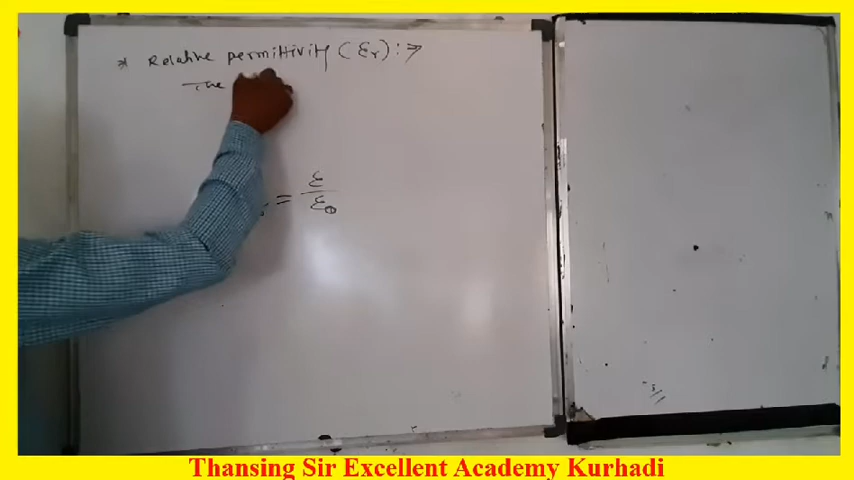 * Relative permittivity (εr) :⇒
The
= ε/ε0
Thansing Sir Excellent Academy Kurhadi